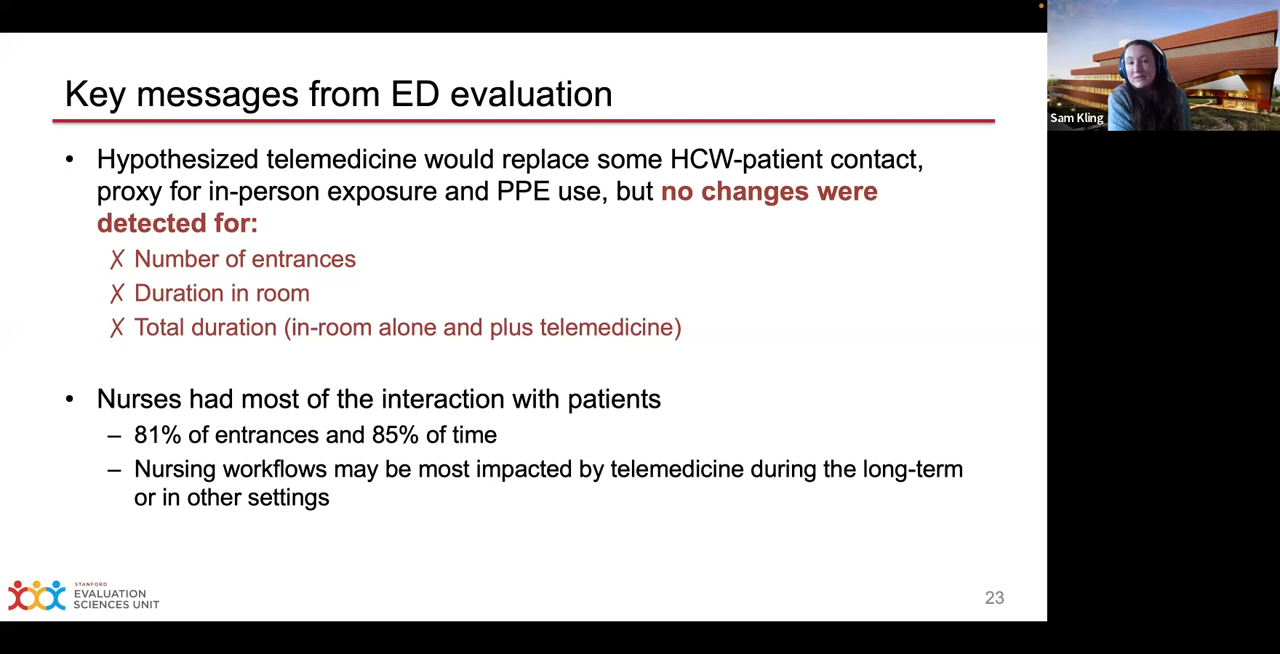 Key messages from ED evaluation
• Hypothesized telemedicine would replace some HCW-patient contact,
proxy for in-person exposure and PPE use, but no changes were
detected for:
✗ Number of entrances
✗ Duration in room
✗ Total duration (in-room alone and plus telemedicine)
• Nurses had most of the interaction with patients
– 81% of entrances and 85% of time
– Nursing workflows may be most impacted by telemedicine during the long-term
or in other settings
STANFORD
EVALUATION
SCIENCES UNIT
23
Sam Kling